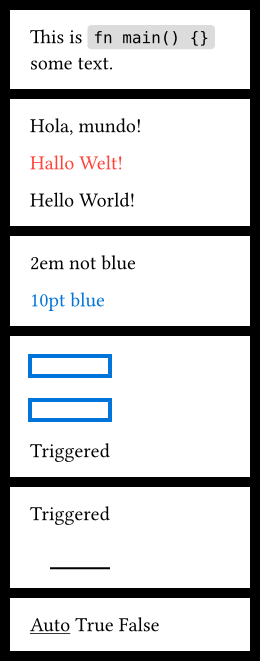 This is fn main() {}
some text.
Hola, mundo!
Hallo Welt!
Hello World!
2em not blue
10pt blue
Triggered
Triggered
Auto True False